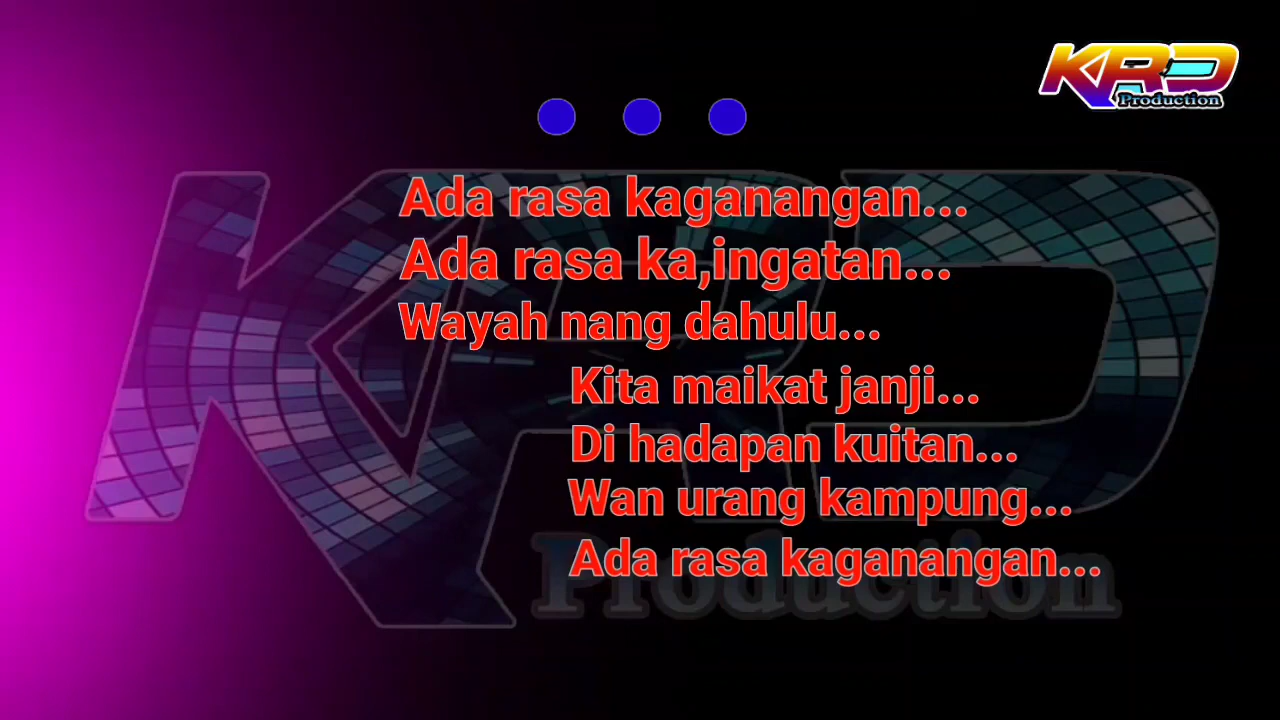 KRD
Production
Ada rasa kaganangan...
Ada rasa ka,ingatan...
Wayah nang dahulu...
Kita maikat janji...
Di hadapan kuitan...
Wan urang kampung...
Ada rasa kaganangan...
KRD
Production